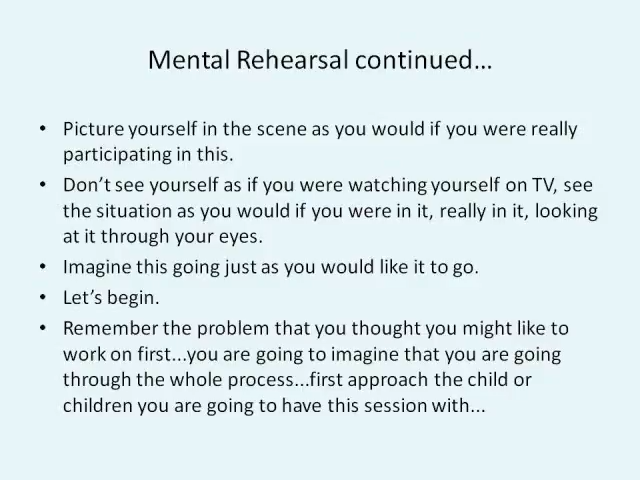 Mental Rehearsal continued…
• Picture yourself in the scene as you would if you were really
participating in this.
• Don’t see yourself as if you were watching yourself on TV, see
the situation as you would if you were in it, really in it, looking
at it through your eyes.
• Imagine this going just as you would like it to go.
• Let’s begin.
• Remember the problem that you thought you might like to
work on first...you are going to imagine that you are going
through the whole process...first approach the child or
children you are going to have this session with...